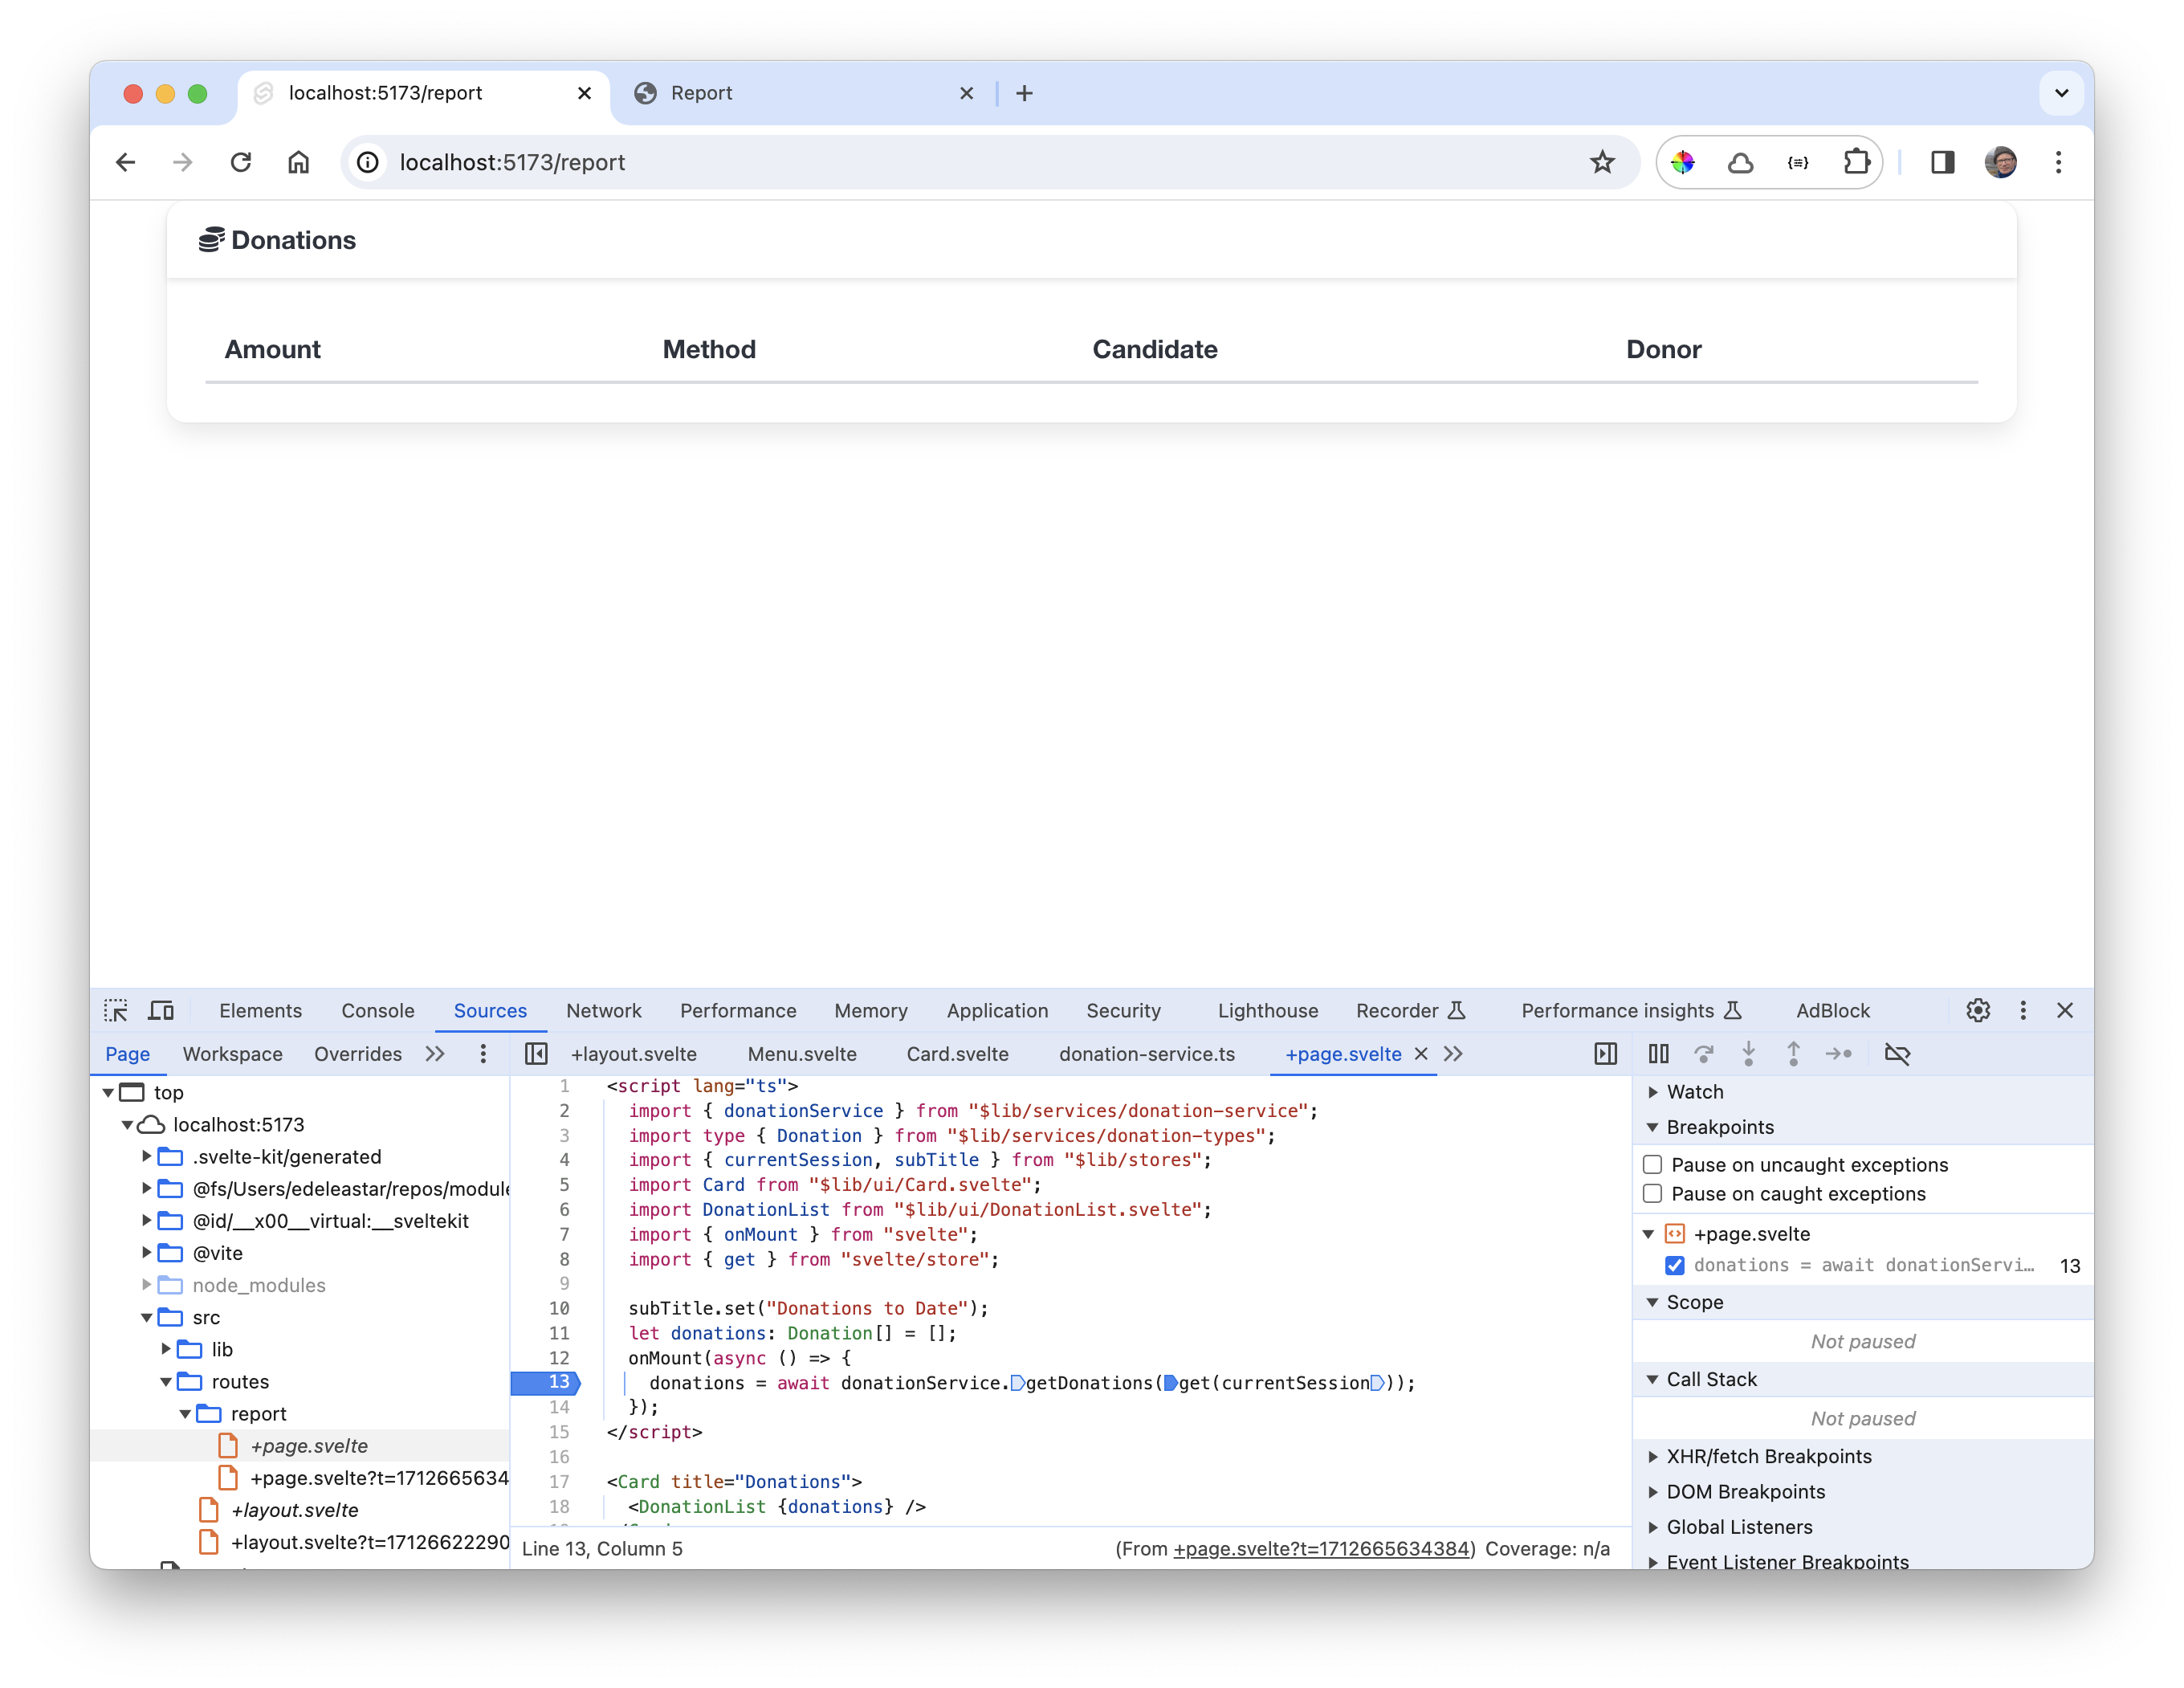 localhost:5173/report
Report
localhost:5173/report
Donations
Amount Method Candidate Donor
Elements Console Sources Network Performance Memory Application Security Lighthouse Recorder Performance insights AdBlock
Page Workspace Overrides
+layout.svelte Menu.svelte Card.svelte donation-service.ts +page.svelte
top
localhost:5173
.svelte-kit/generated
@fs/Users/edeleastar/repos/module
@id/__x00__virtual:__sveltekit
@vite
node_modules
src
lib
routes
report
+page.svelte
+page.svelte?t=1712665634
+layout.svelte
+layout.svelte?t=17126622290
1 <script lang="ts">
2 import { donationService } from "$lib/services/donation-service";
3 import type { Donation } from "$lib/services/donation-types";
4 import { currentSession, subTitle } from "$lib/stores";
5 import Card from "$lib/ui/Card.svelte";
6 import DonationList from "$lib/ui/DonationList.svelte";
7 import { onMount } from "svelte";
8 import { get } from "svelte/store";
9
10 subTitle.set("Donations to Date");
11 let donations: Donation[] = [];
12 onMount(async () => {
13 donations = await donationService.getDonations(get(currentSession));
14 });
15 </script>
16
17 <Card title="Donations">
18 <DonationList {donations} />
Line 13, Column 5
(From +page.svelte?t=1712665634384) Coverage: n/a
Watch
Breakpoints
Pause on uncaught exceptions
Pause on caught exceptions
+page.svelte
donations = await donationServi… 13
Scope
Not paused
Call Stack
Not paused
XHR/fetch Breakpoints
DOM Breakpoints
Global Listeners
Event Listener Breakpoints